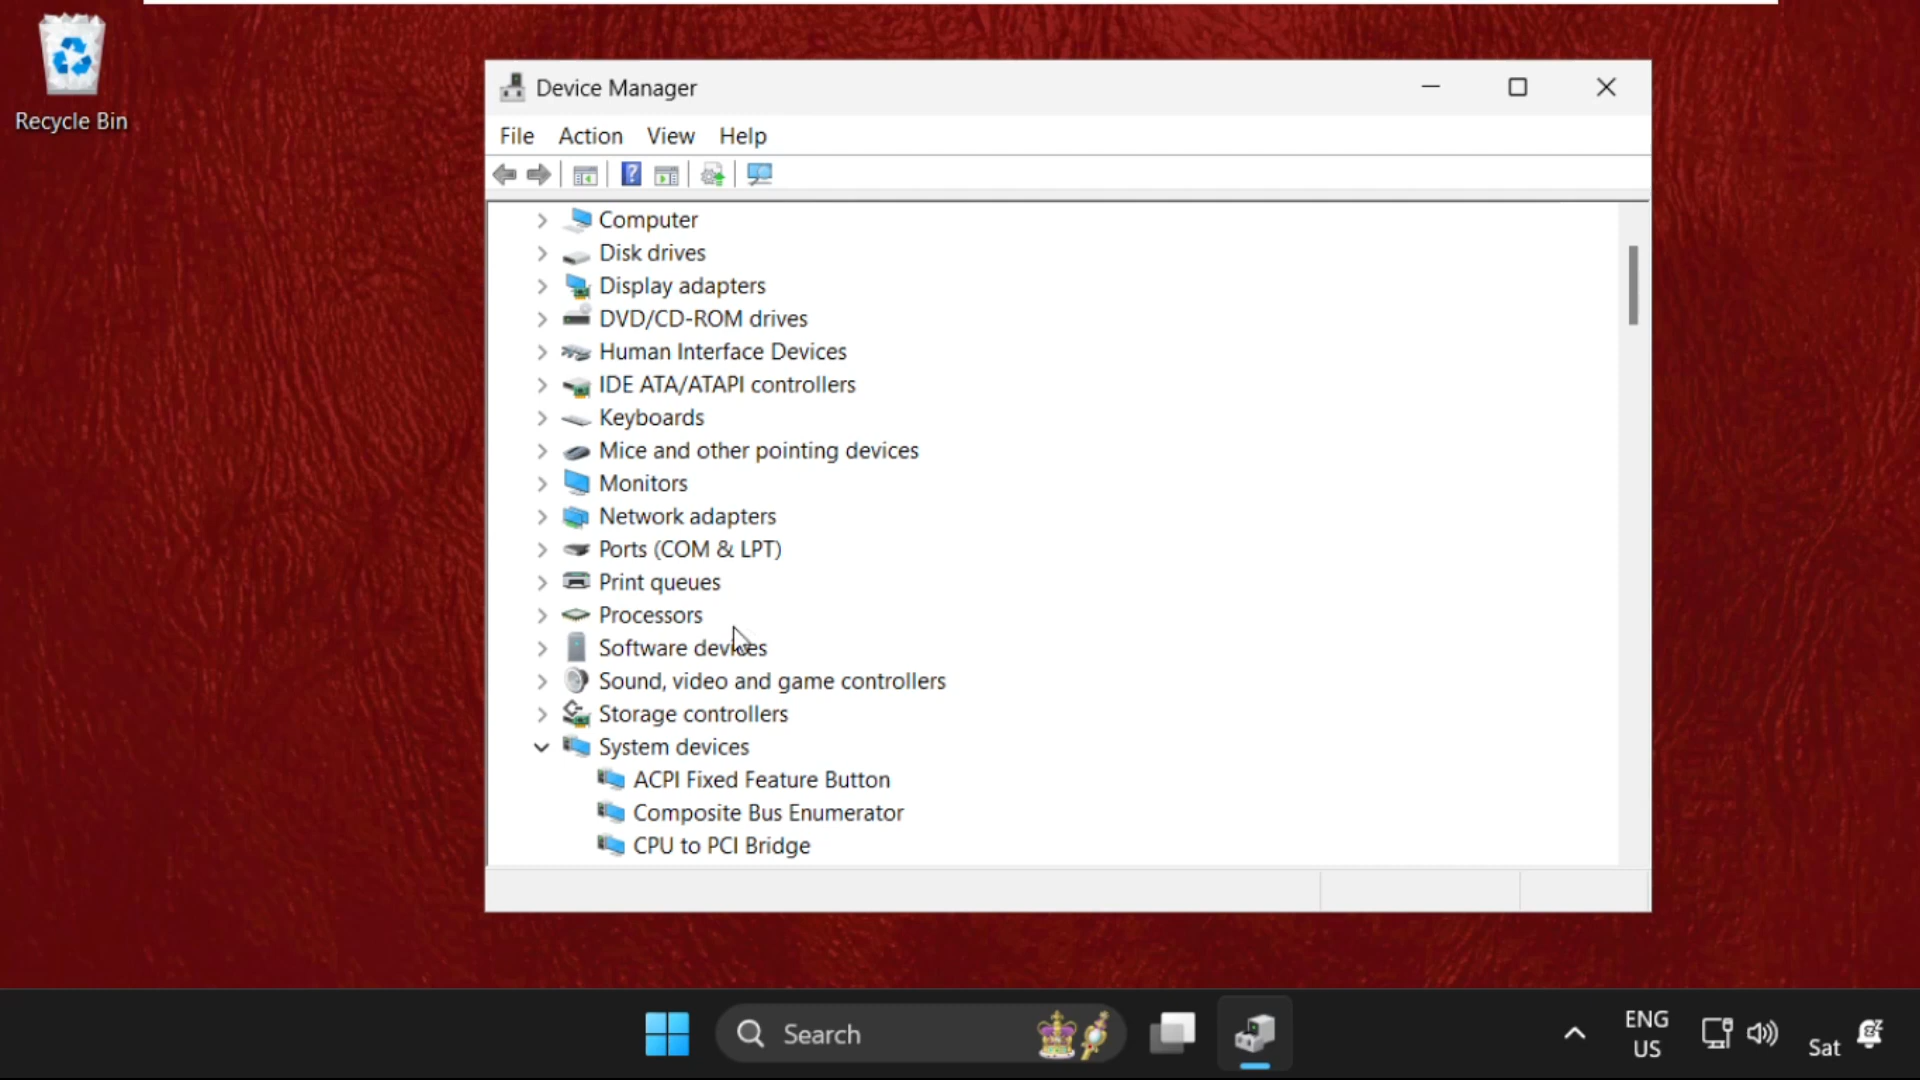 Recycle Bin
Device Manager
File Action View Help
Computer
Disk drives
Display adapters
DVD/CD-ROM drives
Human Interface Devices
IDE ATA/ATAPI controllers
Keyboards
Mice and other pointing devices
Monitors
Network adapters
Ports (COM & LPT)
Print queues
Processors
Software devices
Sound, video and game controllers
Storage controllers
System devices
ACPI Fixed Feature Button
Composite Bus Enumerator
CPU to PCI Bridge
Search
ENG
US
Sat